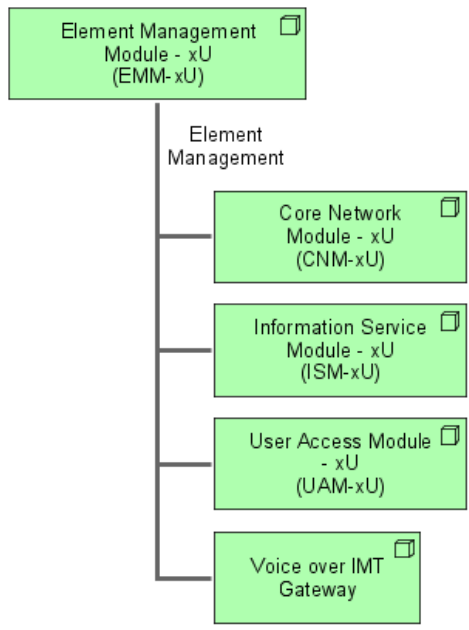 Element Management
Module - xU
(EMM-xU)
Element
Management
Core Network
Module - xU
(CNM-xU)
Information Service
Module - xU
(ISM-xU)
User Access Module
- xU
(UAM-xU)
Voice over IMT
Gateway